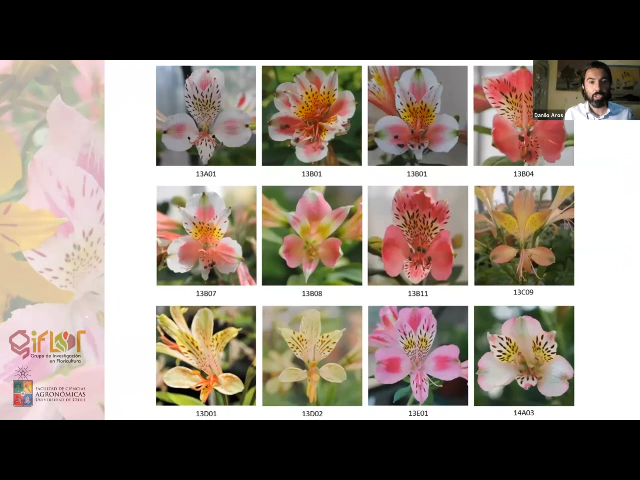 Danilo Aros
13A01
13B01
13B01
13B04
13B07
13B08
13B11
13C09
13D01
13D02
13E01
14A03
GIFLOR
Grupo de Investigación
en Floricultura
FACULTAD DE CIENCIAS
AGRONÓMICAS
UNIVERSIDAD DE CHILE